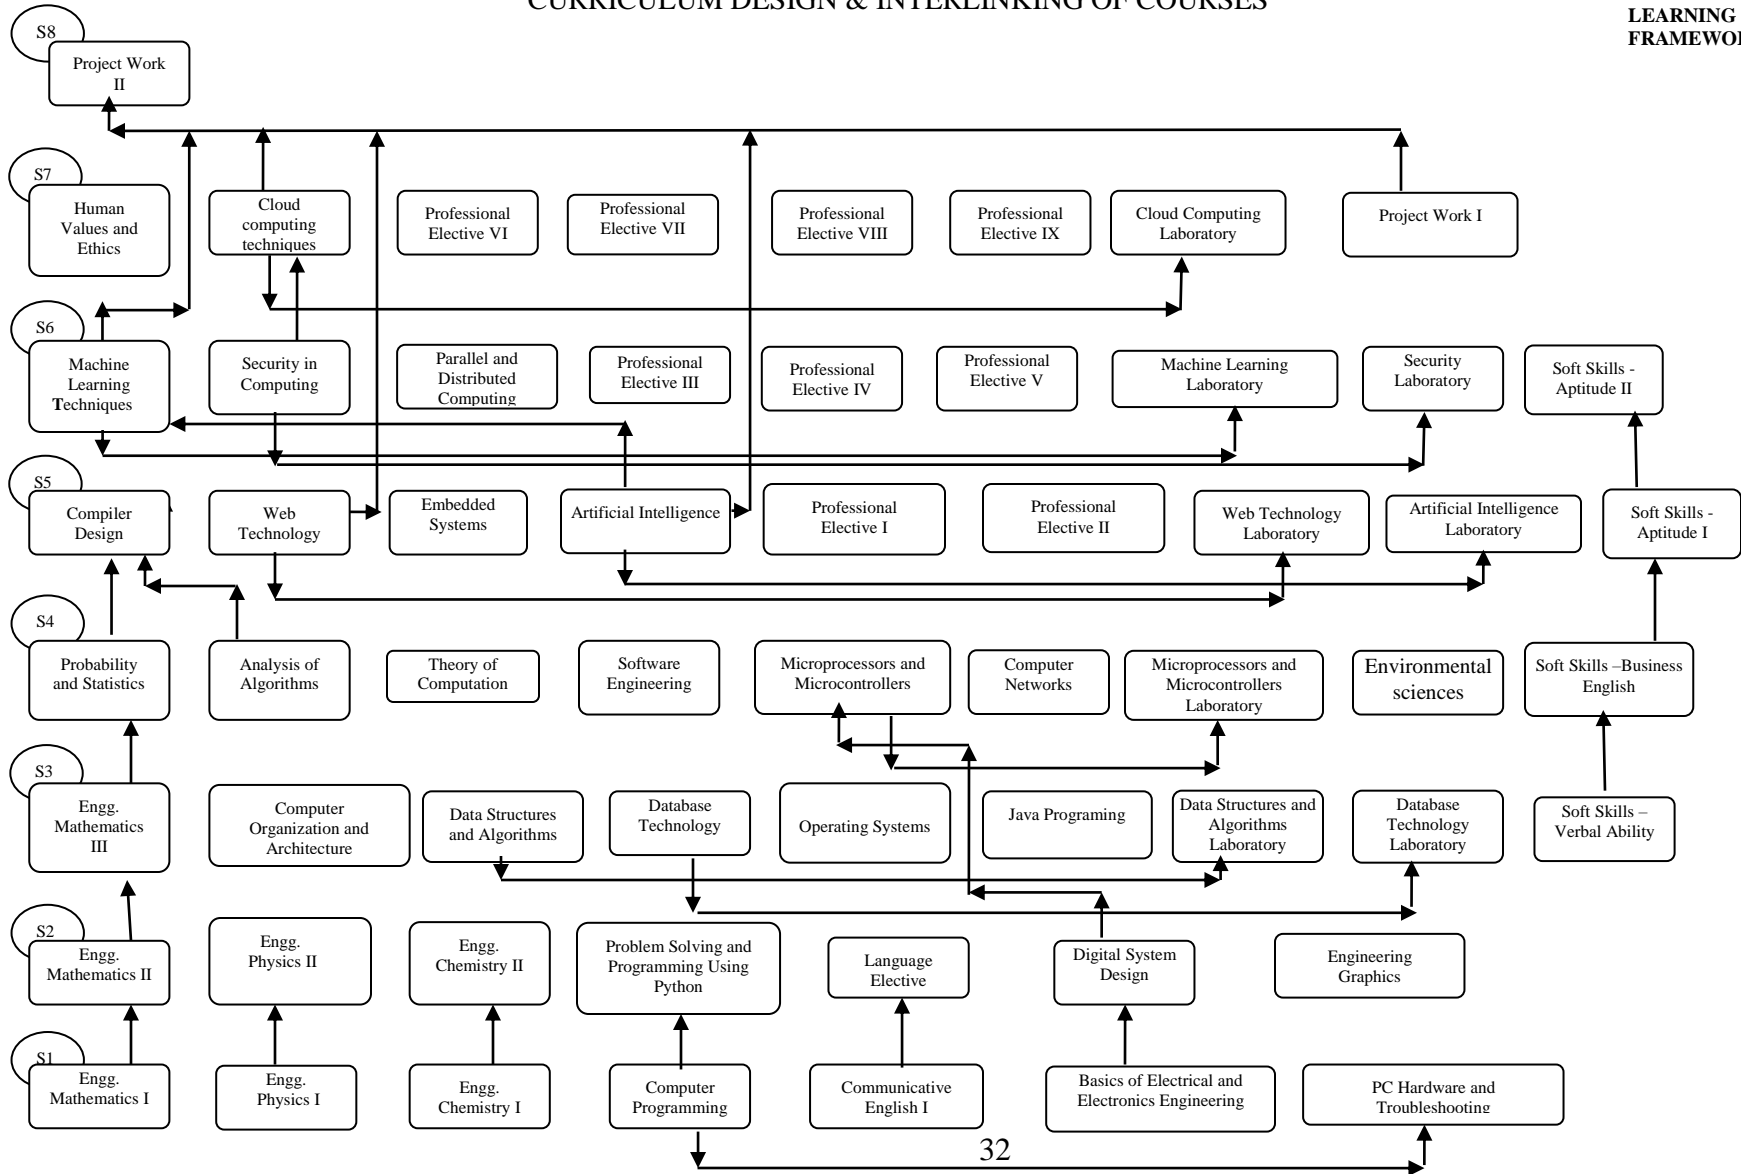 CURRICULUM DESIGN & INTERLINKING OF COURSES
LEARNING
S8
Project Work
II
S7
Human
Values and
Ethics
Cloud
computing
techniques
Professional
Elective VI
Professional
Elective VII
Professional
Elective VIII
Professional
Elective IX
Cloud Computing
Laboratory
Project Work I
S6
Machine
Learning
Techniques
Security in
Computing
Parallel and
Distributed
Computing
Professional
Elective III
Professional
Elective IV
Professional
Elective V
Machine Learning
Laboratory
Security
Laboratory
Soft Skills -
Aptitude II
S5
Compiler
Design
Web
Technology
Embedded
Systems
Artificial Intelligence
Professional
Elective I
Professional
Elective II
Web Technology
Laboratory
Artificial Intelligence
Laboratory
Soft Skills -
Aptitude I
S4
Probability
and Statistics
Analysis of
Algorithms
Theory of
Computation
Software
Engineering
Microprocessors and
Microcontrollers
Computer
Networks
Microprocessors and
Microcontrollers
Laboratory
Environmental
sciences
Soft Skills –Business
English
S3
Engg.
Mathematics
III
Computer
Organization and
Architecture
Data Structures
and Algorithms
Database
Technology
Operating Systems
Java Programing
Data Structures and
Algorithms
Laboratory
Database
Technology
Laboratory
Soft Skills –
Verbal Ability
S2
Engg.
Mathematics II
Engg.
Physics II
Engg.
Chemistry II
Problem Solving and
Programming Using
Python
Language
Elective
Digital System
Design
Engineering
Graphics
S1
Engg.
Mathematics I
Engg.
Physics I
Engg.
Chemistry I
Computer
Programming
Communicative
English I
Basics of Electrical and
Electronics Engineering
PC Hardware and
Troubleshooting
32